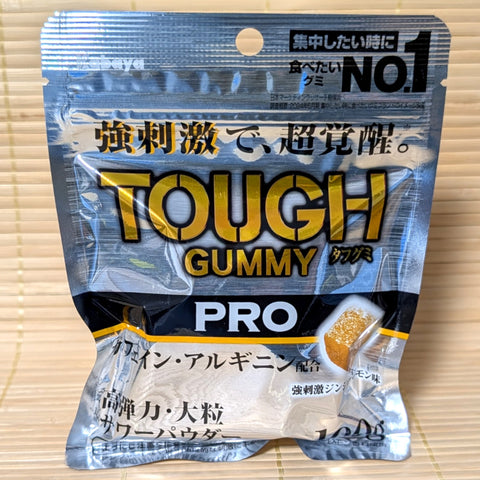 Kabaya
集中したい時に
食べたい
グミ
NO.1
強刺激で、超覚醒。
TOUGH
GUMMY
タフグミ
PRO
カフェイン・アルギニン配合
レモン味
強刺激ジン
高弾力・大粒
サワーパウダー